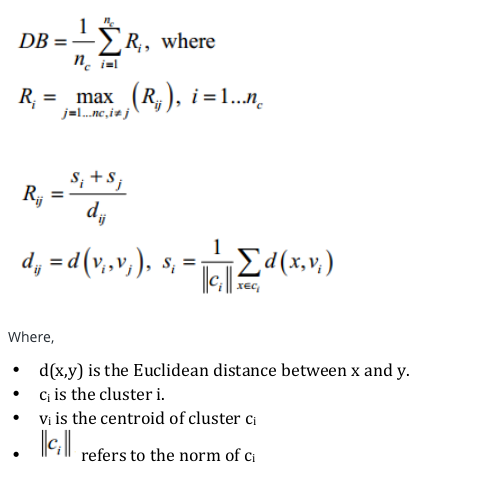 DB = \frac{1}{n_c} \sum_{i=1}^{n_c} R_i, where
R_i = \max_{j=1...nc, i≠j} (R_{ij}), i = 1...n_c
R_{ij} = \frac{s_i + s_j}{d_{ij}}
d_{ij} = d(v_i, v_j), s_i = \frac{1}{\|c_i\|} \sum_{x∈c_i} d(x, v_i)
Where,
• d(x,y) is the Euclidean distance between x and y.
• c_i is the cluster i.
• v_i is the centroid of cluster c_i
• \|c_i\| refers to the norm of c_i